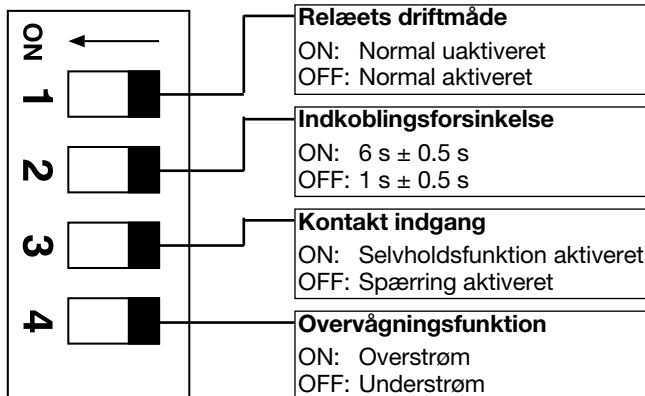 ON
1
Relæets driftmåde
ON: Normal uaktiveret
OFF: Normal aktiveret
2
Indkoblingsforsinkelse
ON: 6 s ± 0.5 s
OFF: 1 s ± 0.5 s
3
Kontakt indgang
ON: Selvholdsfunktion aktiveret
OFF: Spærring aktiveret
4
Overvågningsfunktion
ON: Overstrøm
OFF: Understrøm